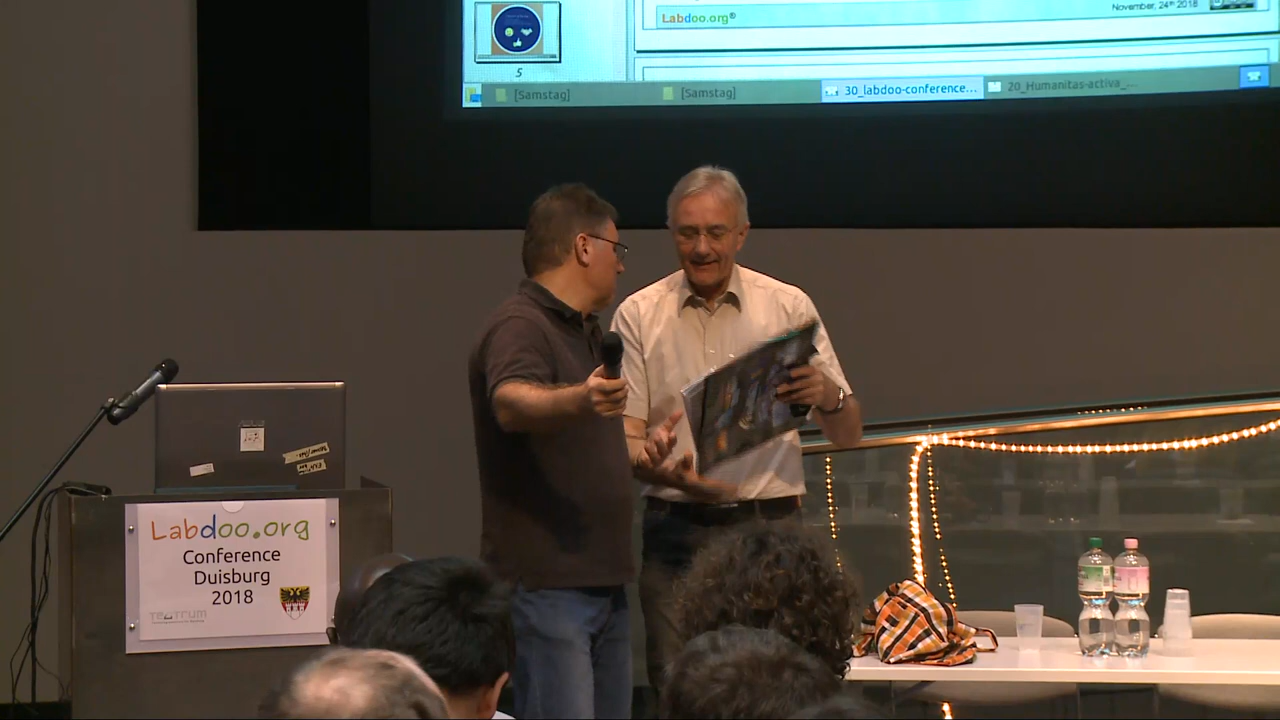 November, 24th 2018
Labdoo.org®
5
[Samstag]
[Samstag]
30_labdoo-conference...
20_Humanitas-activa_...
Labdoo.org
Conference
Duisburg
2018